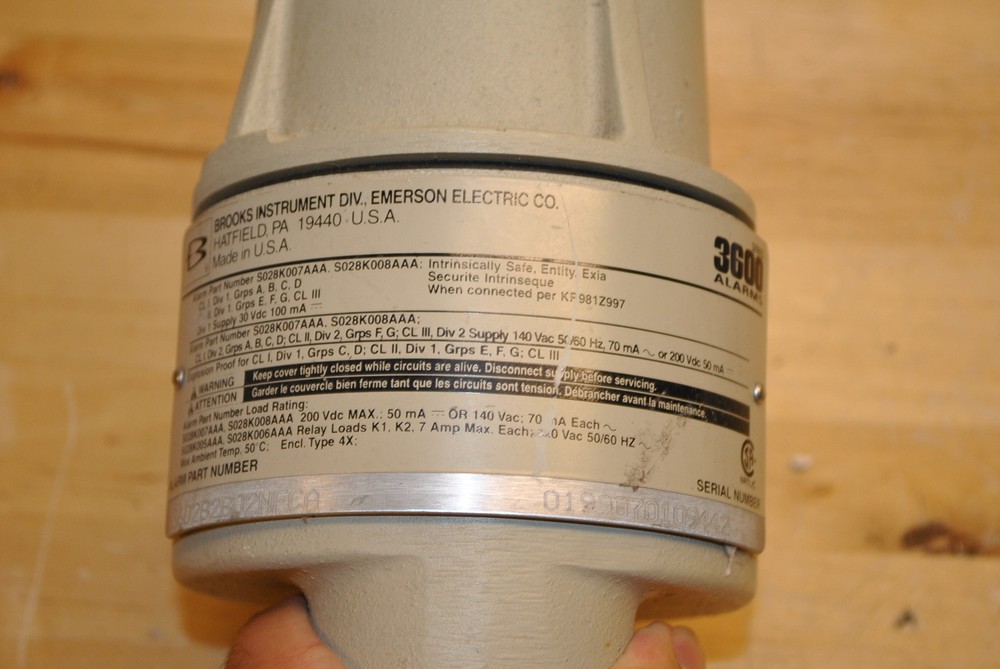 B
BROOKS INSTRUMENT DIV., EMERSON ELECTRIC CO.
HATFIELD, PA 19440 U.S.A.
Made in U.S.A.
3600
ALARMS
Alarm Part Number S028K007AAA, S028K008AAA; Intrinsically Safe, Entity, Exia
CL I, Div 1, Grps A, B, C, D Securite Intrinseque
II, Div 1, Grps E, F, G, CL III When connected per KF981Z997
Div 1 Supply 30 Vdc 100 mA
Alarm Part Number S028K007AAA, S028K008AAA;
CL I, Div 2, Grps A, B, C, D; CL II, Div 2, Grps F, G; CL III, Div 2 Supply 140 Vac 50/60 Hz, 70 mA ~ or 200 Vdc 50 mA
Explosion Proof for CL I, Div 1, Grps C, D; CL II, Div 1, Grps E, F, G; CL III
WARNING Keep cover tightly closed while circuits are alive. Disconnect supply before servicing.
ATTENTION Garder le couvercle bien ferme tant que les circuits sont tension. Débrancher avant la maintenance.
Alarm Part Number Load Rating:
S028K007AAA, S028K008AAA 200 Vdc MAX.; 50 mA OR 140 Vac; 70 mA Each ~
S028K005AAA, S028K006AAA Relay Loads K1, K2, 7 Amp Max. Each; Vac 50/60 HZ ~
Max Ambient Temp. 50°C; Encl. Type 4X;
ALARM PART NUMBER
SERIAL NUMBER